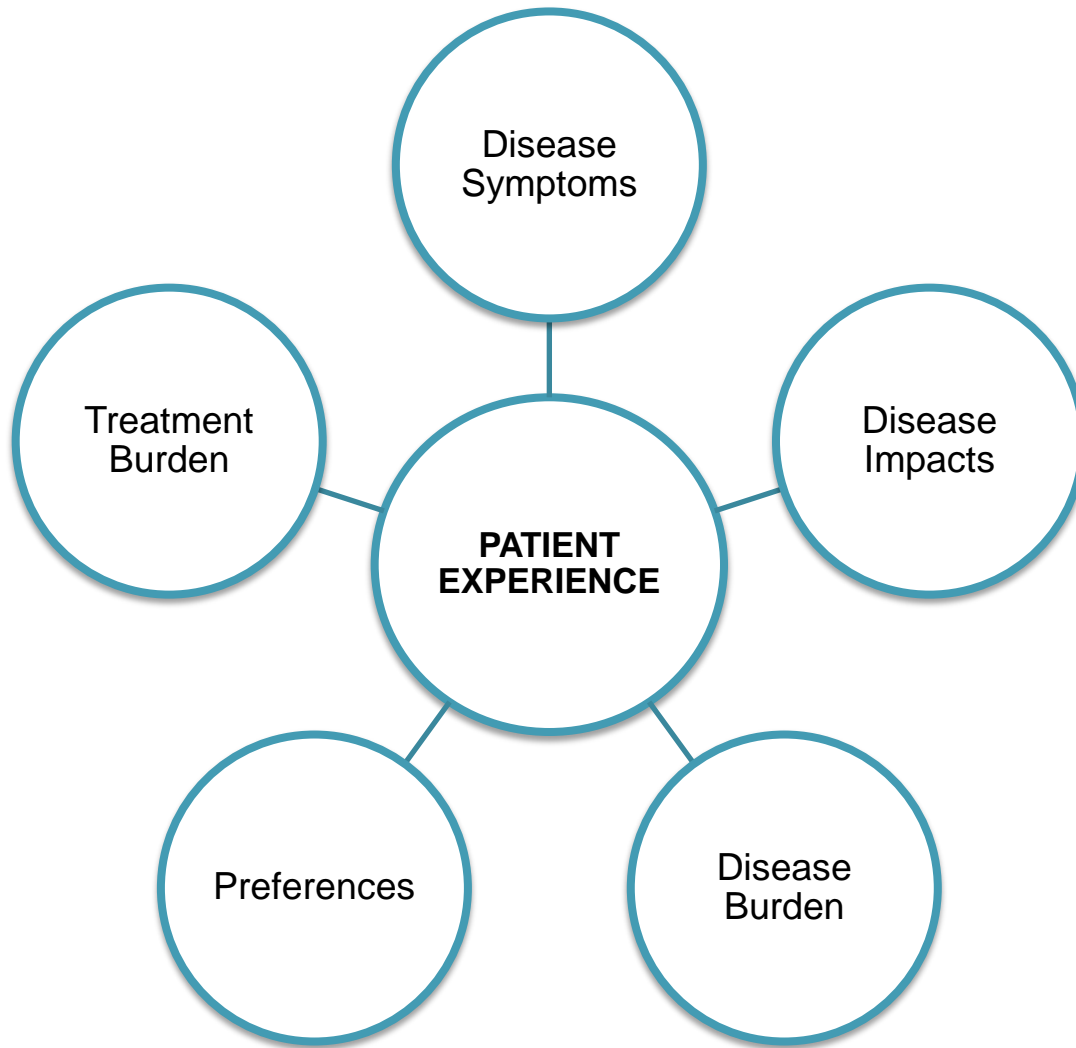 Disease
Symptoms
Treatment
Burden
Disease
Impacts
PATIENT
EXPERIENCE
Preferences
Disease
Burden